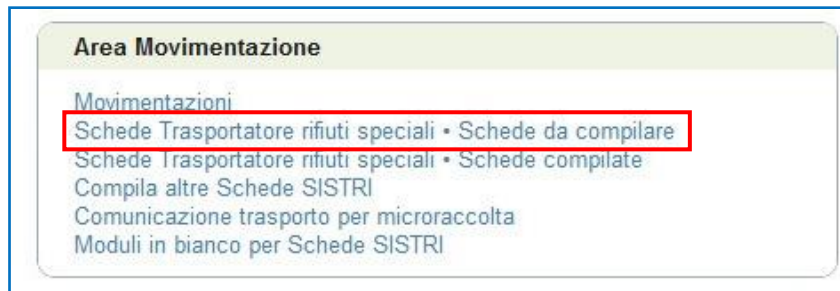 Area Movimentazione
Movimentazioni
Schede Trasportatore rifiuti speciali • Schede da compilare
Schede Trasportatore rifiuti speciali • Schede compilate
Compila altre Schede SISTRI
Comunicazione trasporto per microraccolta
Moduli in bianco per Schede SISTRI